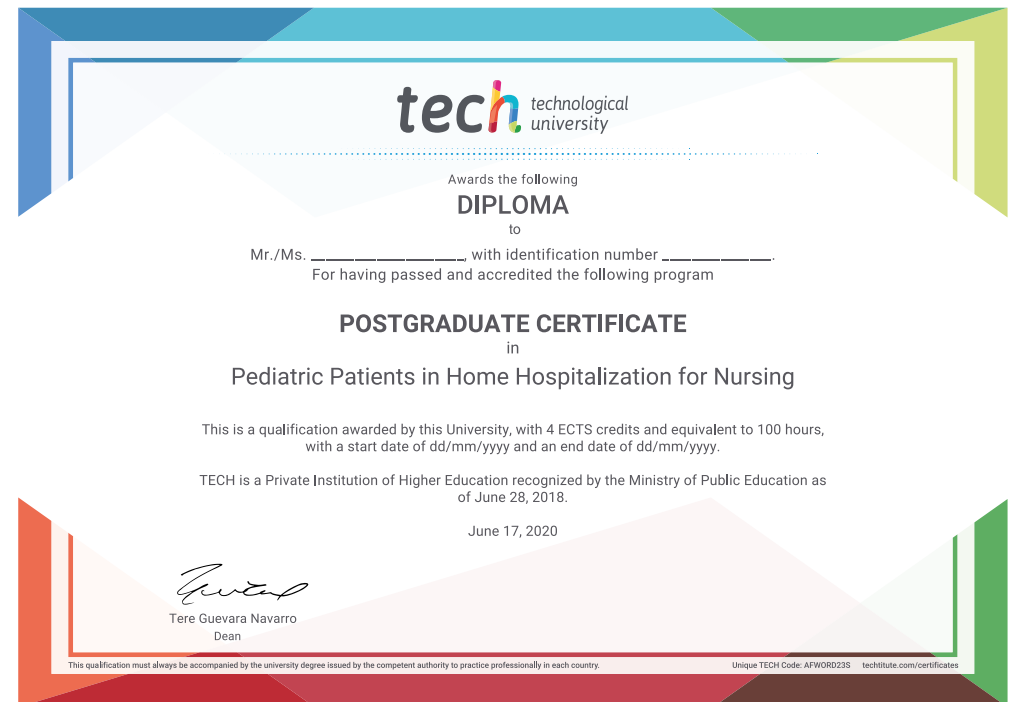 tech technological
university
Awards the following
DIPLOMA
to
Mr./Ms. __________________, with identification number ____________.
For having passed and accredited the following program
POSTGRADUATE CERTIFICATE
in
Pediatric Patients in Home Hospitalization for Nursing
This is a qualification awarded by this University, with 4 ECTS credits and equivalent to 100 hours,
with a start date of dd/mm/yyyy and an end date of dd/mm/yyyy.
TECH is a Private Institution of Higher Education recognized by the Ministry of Public Education as
of June 28, 2018.
June 17, 2020
Tere Guevara Navarro
Dean
This qualification must always be accompanied by the university degree issued by the competent authority to practice professionally in each country. Unique TECH Code: AFWORD23S techtitute.com/certificates